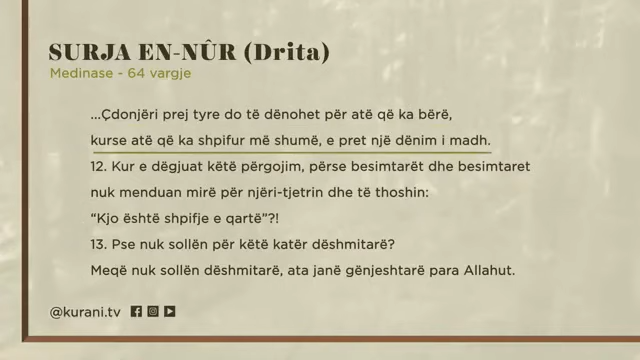 SURJA EN-NÛR (Drita)
Medinase - 64 vargje
...Çdonjëri prej tyre do të dënohet për atë që ka bërë,
kurse atë që ka shpifur më shumë, e pret një dënim i madh.
12. Kur e dëgjuat këtë përgojim, përse besimtarët dhe besimtaret
nuk menduan mirë për njëri-tjetrin dhe të thoshin:
“Kjo është shpifje e qartë”?!
13. Pse nuk sollën për këtë katër dëshmitarë?
Meqë nuk sollën dëshmitarë, ata janë gënjeshtarë para Allahut.
@kurani.tv